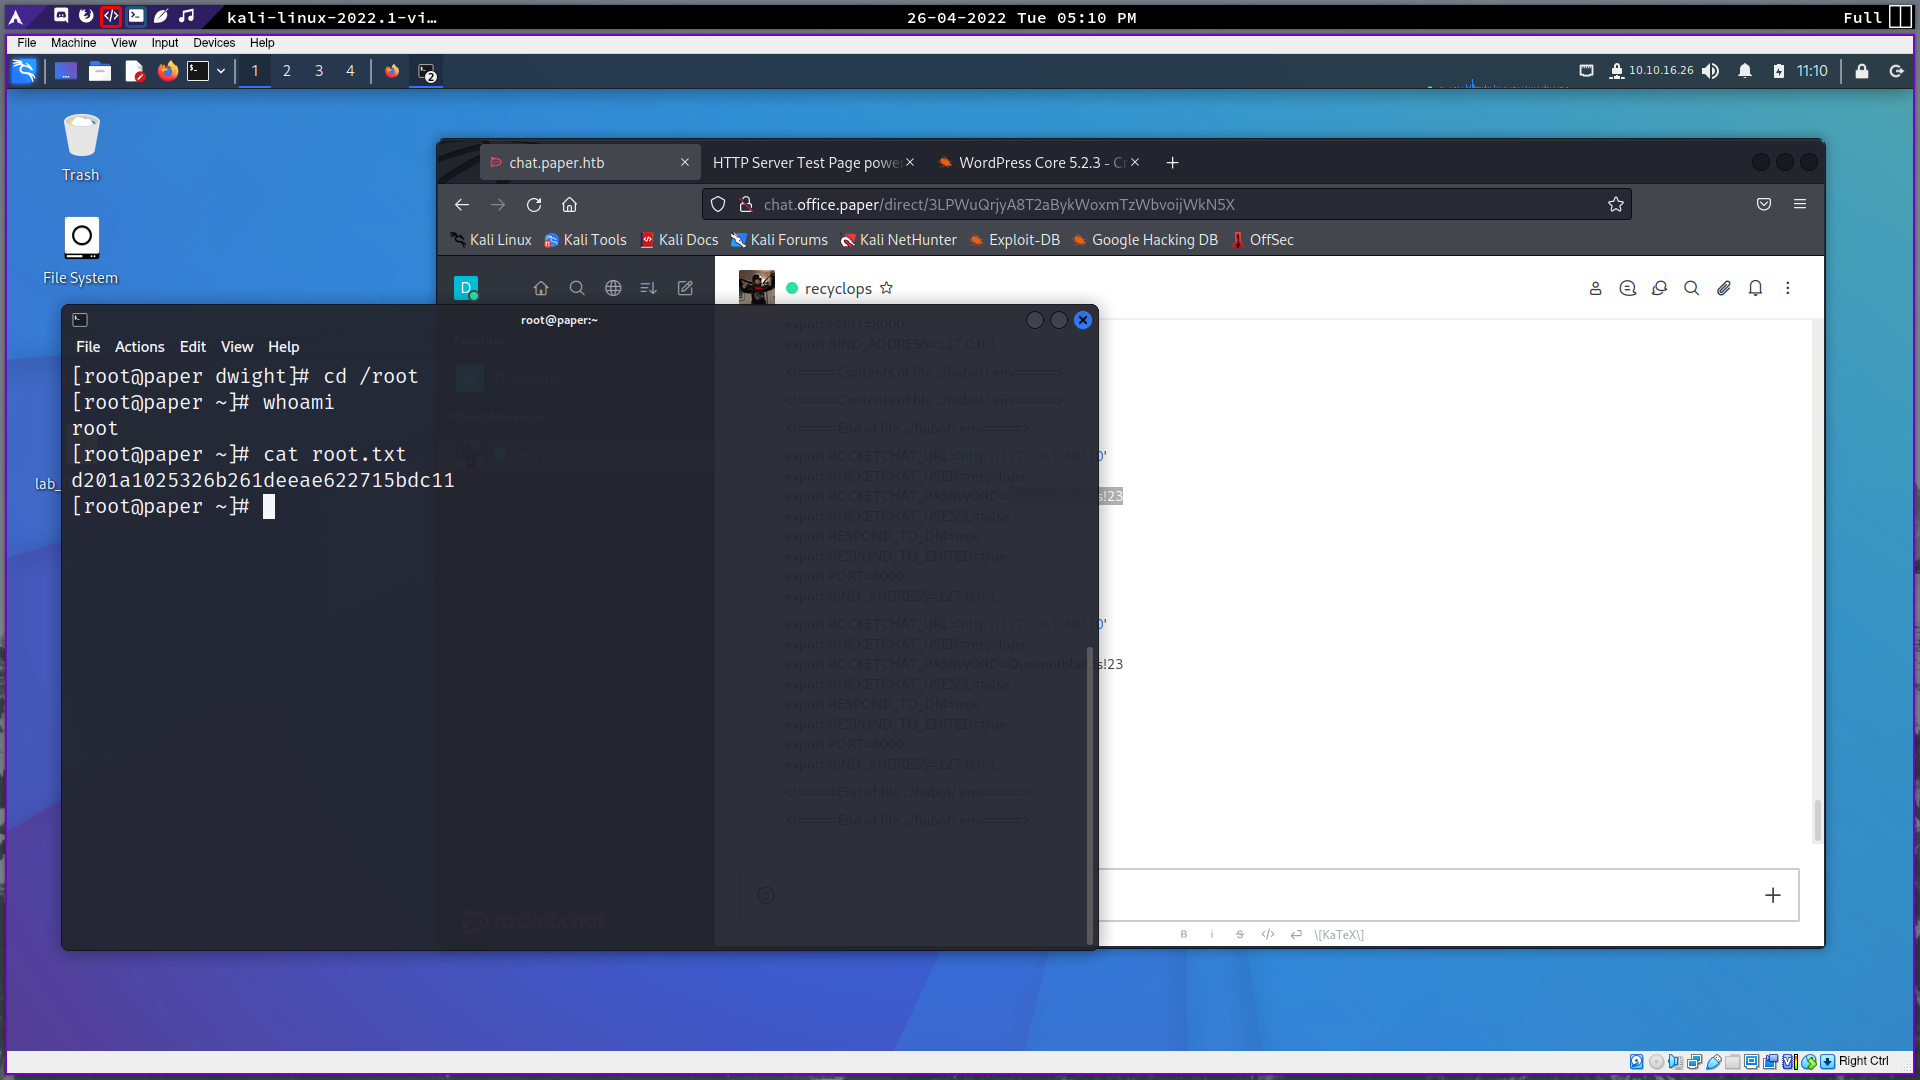 kali-linux-2022.1-vi…
26-04-2022 Tue 05:10 PM
Full
File Machine View Input Devices Help
1 2 3 4
2
10.10.16.26
11:10
Trash
File System
lab_
chat.paper.htb
HTTP Server Test Page powe
WordPress Core 5.2.3 - Cr
chat.office.paper/direct/3LPWuQrjyA8T2aBykWoxmTzWbvoijWkN5X
Kali Linux Kali Tools Kali Docs Kali Forums Kali NetHunter Exploit-DB Google Hacking DB OffSec
D
recyclops
root@paper:~
File Actions Edit View Help
[root@paper dwight]# cd /root
[root@paper ~]# whoami
root
[root@paper ~]# cat root.txt
d201a1025326b261deeae622715bdc11
[root@paper ~]#
general
export PORT=8000
export BIND_ADDRESS=127.0.0.1
<!=====Contents of file ../hubot/.env=====>
<!=====Contents of file ../hubot/.env=====>
<!=====End of file ../hubot/.env=====>
export ROCKETCHAT_URL='http://127.0.0.1:48320'
export ROCKETCHAT_USER=recyclops
export ROCKETCHAT_PASSWORD= s!23
export ROCKETCHAT_USESSL=false
export RESPOND_TO_DM=true
export RESPOND_TO_EDITED=true
export PORT=8000
export BIND_ADDRESS=127.0.0.1
export ROCKETCHAT_URL='http://127.0.0.1:48320'
export ROCKETCHAT_USER=recyclops
export ROCKETCHAT_PASSWORD=Queenofblad3s!23
export ROCKETCHAT_USESSL=false
export RESPOND_TO_DM=true
export RESPOND_TO_EDITED=true
export PORT=8000
export BIND_ADDRESS=127.0.0.1
<!=====End of file ../hubot/.env=====>
<!=====End of file ../hubot/.env=====>
rocket.chat
B i S </> \[KaTeX\]
Right Ctrl